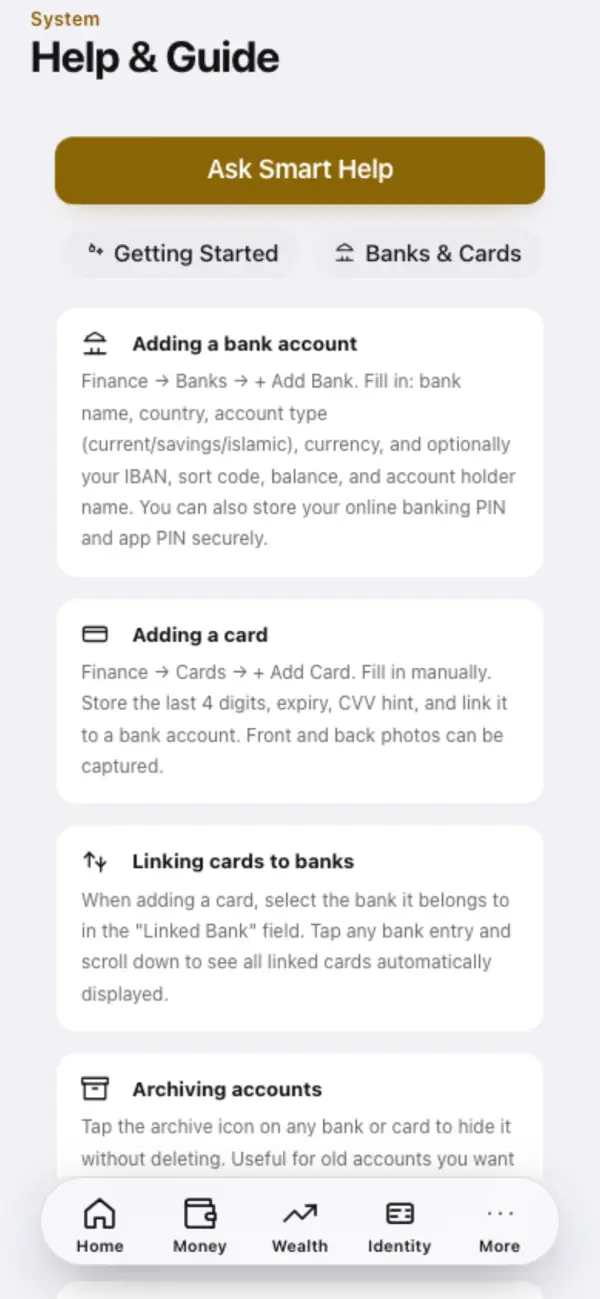 System
Help & Guide
Ask Smart Help
Getting Started
Banks & Cards
Adding a bank account
Finance → Banks → + Add Bank. Fill in: bank
name, country, account type
(current/savings/islamic), currency, and optionally
your IBAN, sort code, balance, and account holder
name. You can also store your online banking PIN
and app PIN securely.
Adding a card
Finance → Cards → + Add Card. Fill in manually.
Store the last 4 digits, expiry, CVV hint, and link it
to a bank account. Front and back photos can be
captured.
Linking cards to banks
When adding a card, select the bank it belongs to
in the "Linked Bank" field. Tap any bank entry and
scroll down to see all linked cards automatically
displayed.
Archiving accounts
Tap the archive icon on any bank or card to hide it
without deleting. Useful for old accounts you want
Home
Money
Wealth
Identity
More